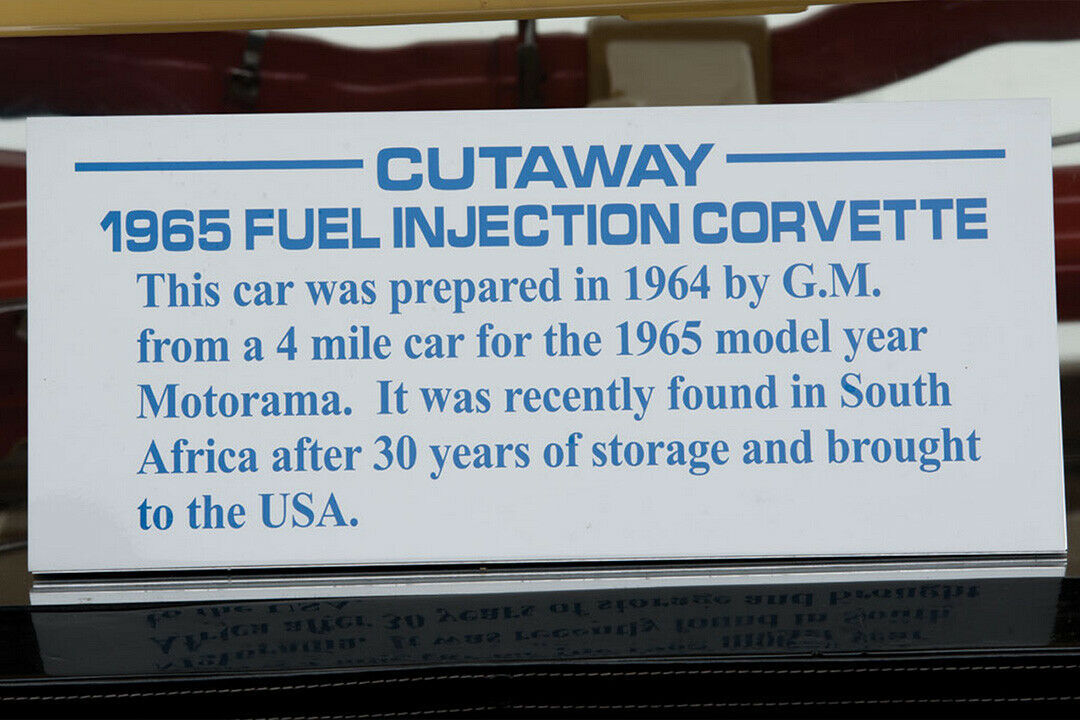 CUTAWAY
1965 FUEL INJECTION CORVETTE
This car was prepared in 1964 by G.M.
from a 4 mile car for the 1965 model year
Motorama. It was recently found in South
Africa after 30 years of storage and brought
to the USA.